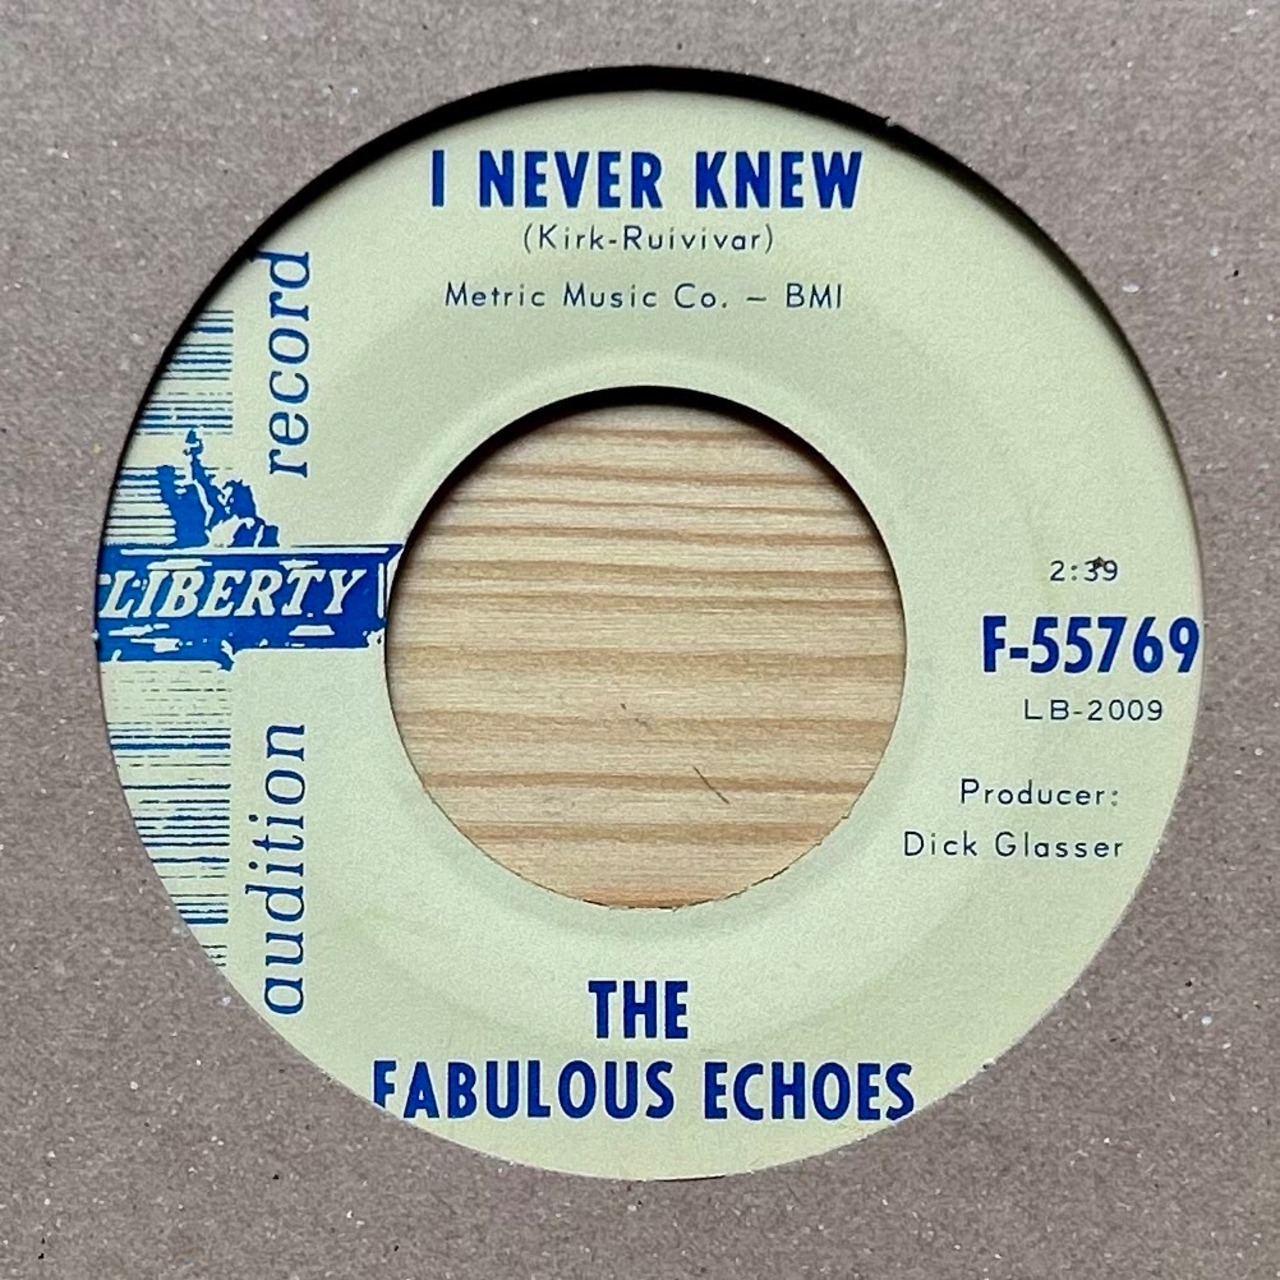 I NEVER KNEW
(Kirk-Ruivivar)
Metric Music Co. – BMI
record
LIBERTY
audition
2:39
F-55769
LB-2009
Producer:
Dick Glasser
THE
FABULOUS ECHOES